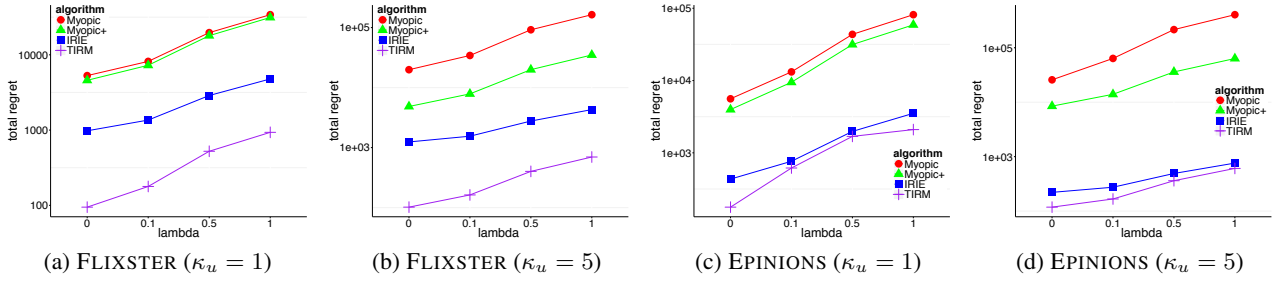 algorithm
Myopic
Myopic+
IRIE
TIRM
10000
1000
100
total regret
0 0.1 0.5 1
lambda
(a) FLIXSTER (κu = 1)
algorithm
Myopic
Myopic+
IRIE
TIRM
1e+05
1e+03
total regret
0 0.1 0.5 1
lambda
(b) FLIXSTER (κu = 5)
1e+05
1e+04
1e+03
total regret
algorithm
Myopic
Myopic+
IRIE
TIRM
0 0.1 0.5 1
lambda
(c) EPINIONS (κu = 1)
1e+05
1e+03
total regret
algorithm
Myopic
Myopic+
IRIE
TIRM
0 0.1 0.5 1
lambda
(d) EPINIONS (κu = 5)